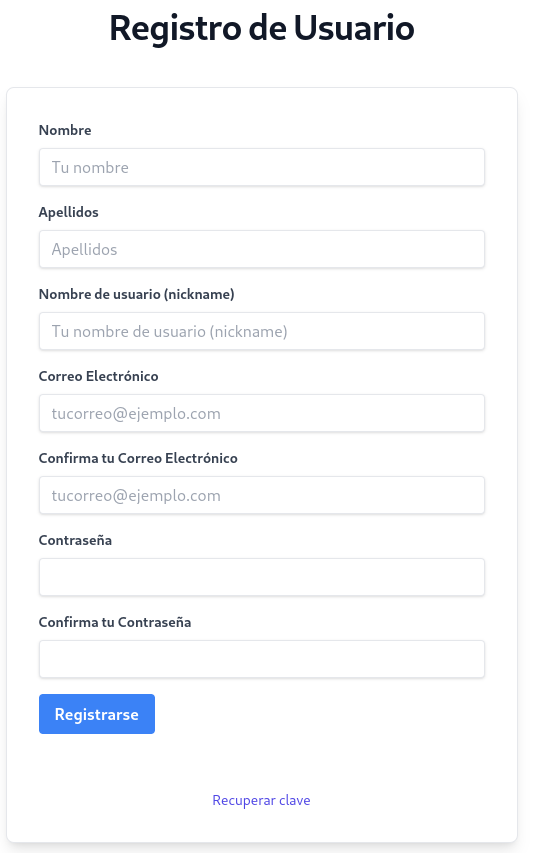 Registro de Usuario
Nombre
Tu nombre
Apellidos
Apellidos
Nombre de usuario (nickname)
Tu nombre de usuario (nickname)
Correo Electrónico
tucorreo@ejemplo.com
Confirma tu Correo Electrónico
tucorreo@ejemplo.com
Contraseña
Confirma tu Contraseña
Registrarse
Recuperar clave